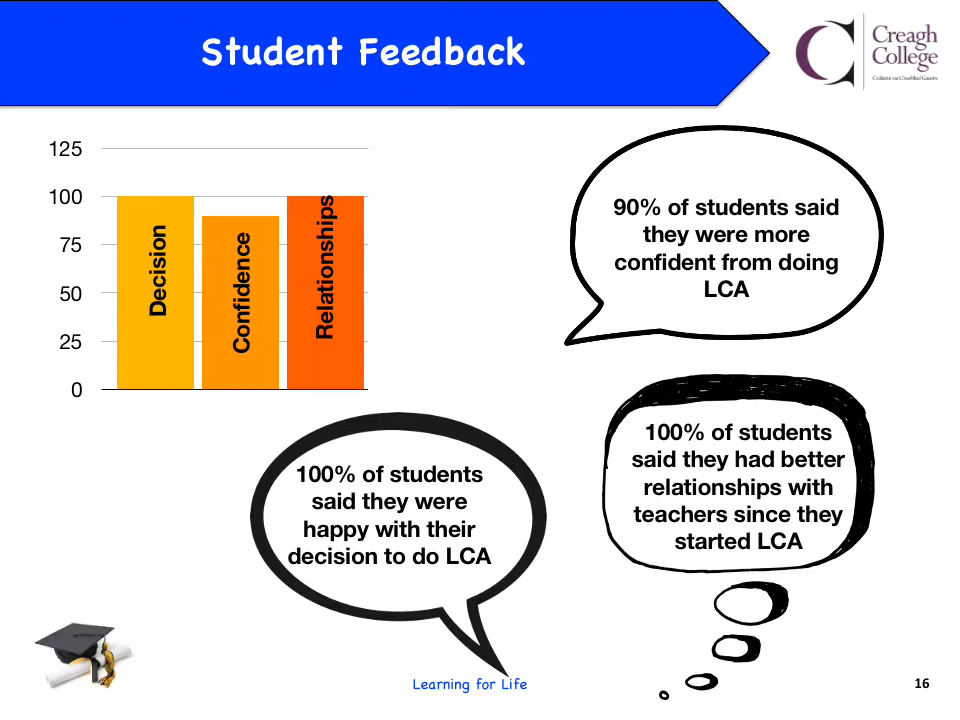 Student Feedback
Creagh
College
Coláiste na Craobhaí Gaeire
125
100
75
50
25
0
Decision
Confidence
Relationships
90% of students said
they were more
confident from doing
LCA
100% of students
said they had better
relationships with
teachers since they
started LCA
100% of students
said they were
happy with their
decision to do LCA
Learning for Life
16